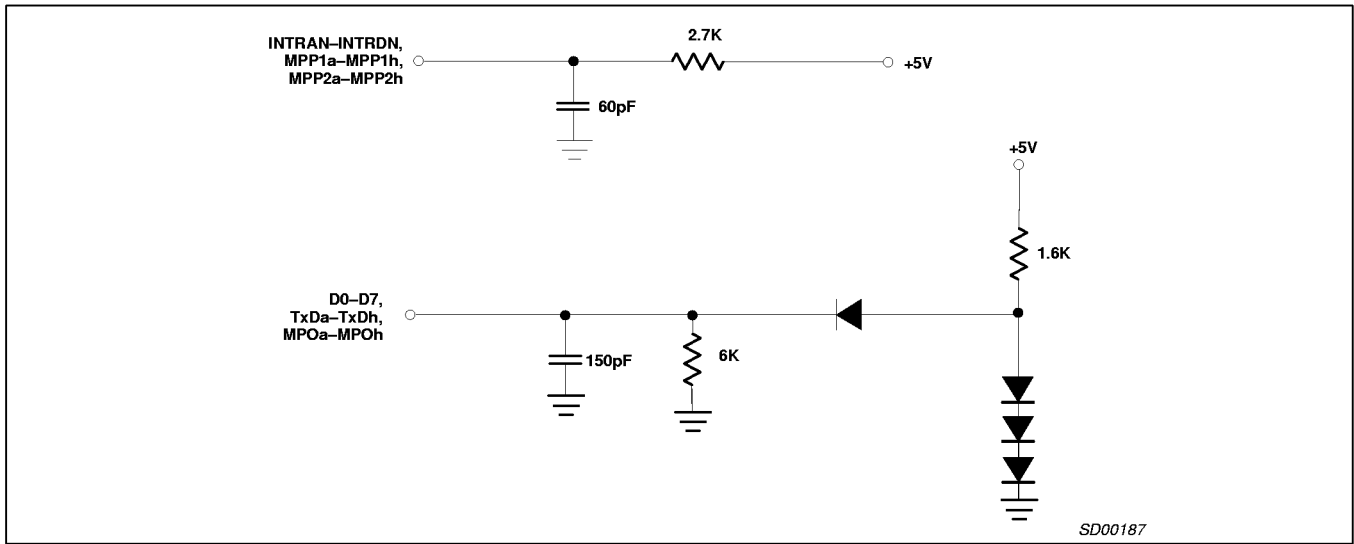 INTRAN–INTRDN,
MPP1a–MPP1h,
MPP2a–MPP2h
2.7K
+5V
60pF
+5V
1.6K
D0–D7,
TxDa–TxDh,
MPOa–MPOh
150pF
6K
SD00187